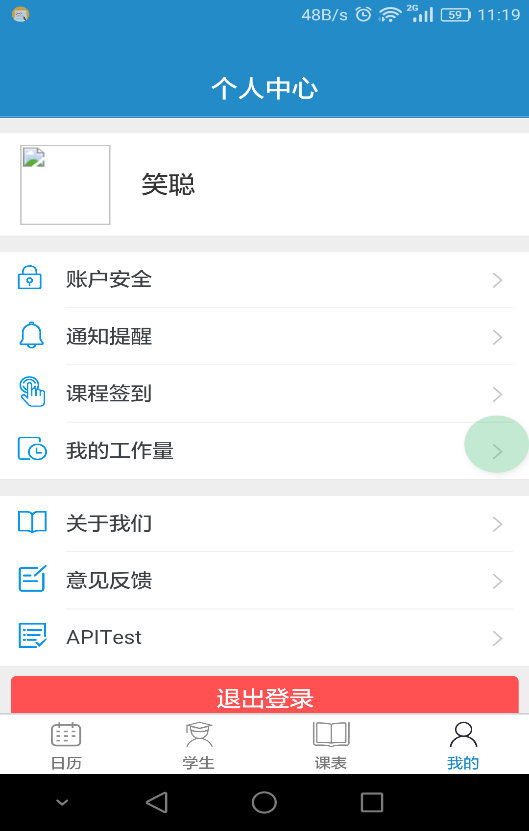 48B/s 2G 59 11:19
个人中心
笑聪
账户安全
通知提醒
课程签到
我的工作量
关于我们
意见反馈
APITest
退出登录
日历 学生 课表 我的